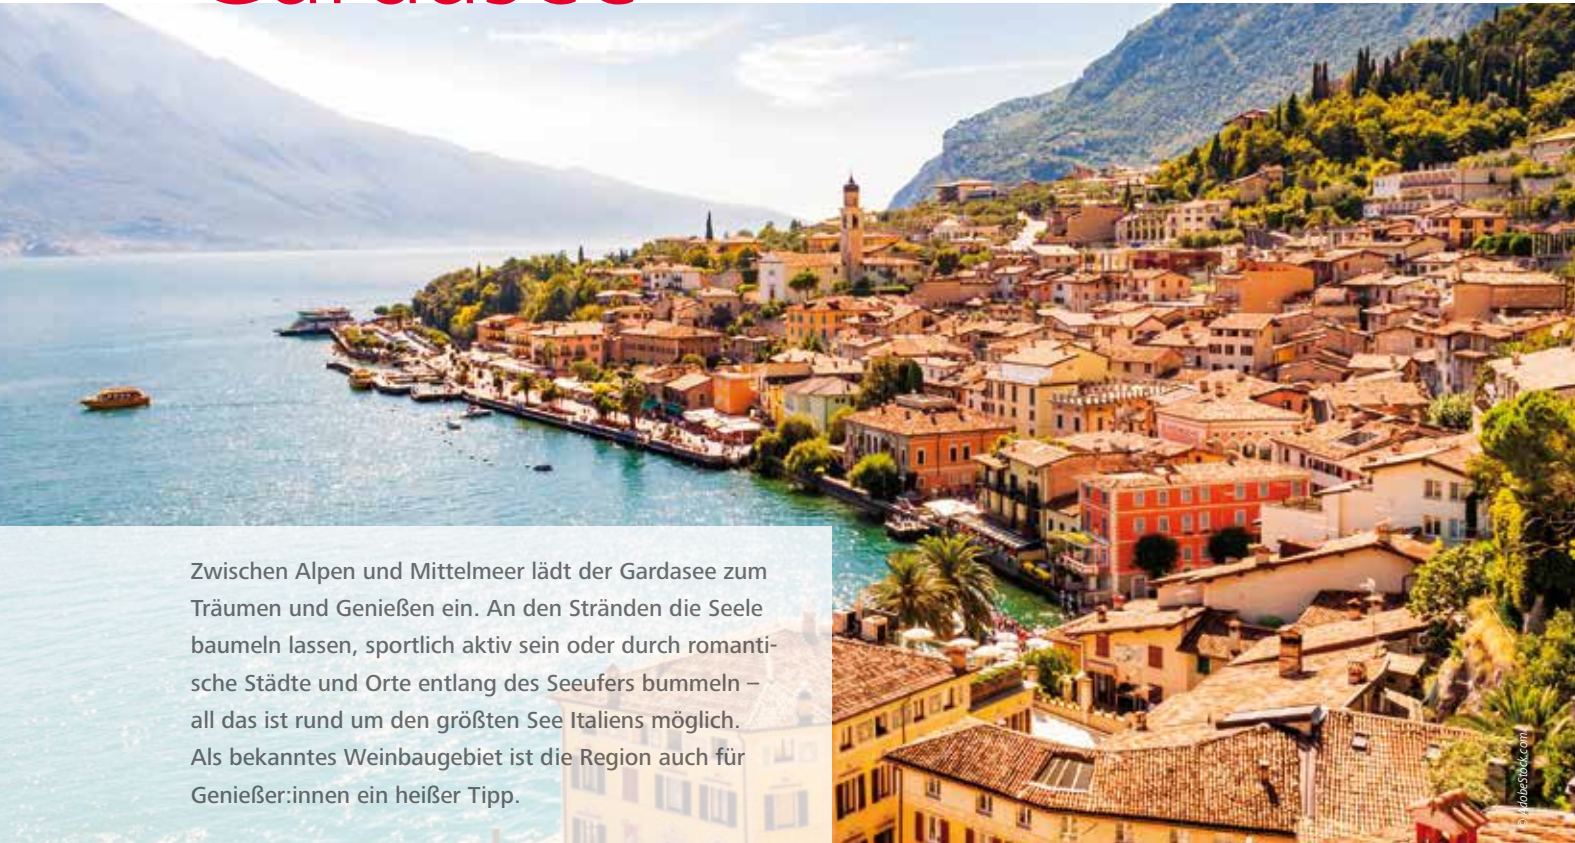 Gardasee
Zwischen Alpen und Mittelmeer lädt der Gardasee zum
Träumen und Genießen ein. An den Stränden die Seele
baumeln lassen, sportlich aktiv sein oder durch romanti-
sche Städte und Orte entlang des Seeufers bummeln –
all das ist rund um den größten See Italiens möglich.
Als bekanntes Weinbaugebiet ist die Region auch für
Genießer:innen ein heißer Tipp.
© AdobeStock.com